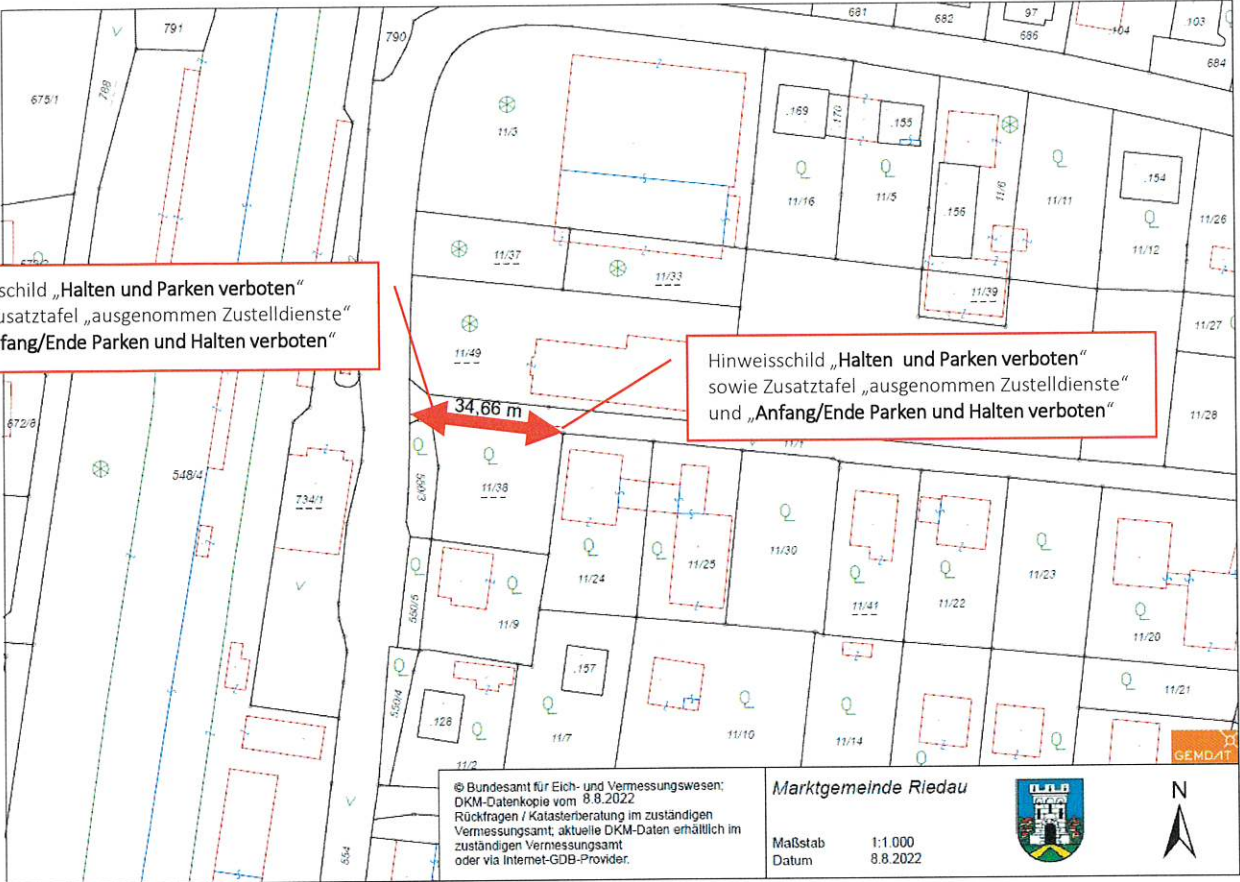 681
682
97
686
.104
103
684
791
790
788
675/1
11/3
.169
.170
.155
11/16
11/5
.156
11/6
11/11
.154
11/12
11/26
11/37
11/33
11/39
11/27
schild „Halten und Parken verboten“
usatztafel „ausgenommen Zustelldienste“
fang/Ende Parken und Halten verboten“
11/49
Hinweisschild „Halten und Parken verboten“
sowie Zusatztafel „ausgenommen Zustelldienste“
und „Anfang/Ende Parken und Halten verboten“
34,66 m
11/28
672/8
548/4
734/1
550/3
11/38
11/24
11/25
11/30
11/41
11/22
11/23
11/20
550/5
11/9
11/21
.157
550/4
.128
11/2
11/7
11/10
11/14
554
GEMDAT
© Bundesamt für Eich- und Vermessungswesen;
DKM-Datenkopie vom 8.8.2022
Rückfragen / Katasterberatung im zuständigen
Vermessungsamt; aktuelle DKM-Daten erhältlich im
zuständigen Vermessungsamt
oder via Internet-GDB-Provider.
Marktgemeinde Riedau
Maßstab 1:1.000
Datum 8.8.2022
N